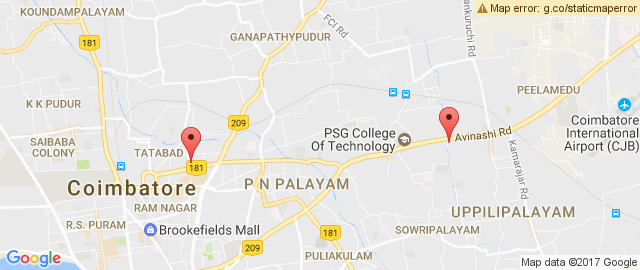 KOUNDAMPALAYAM
Map error: g.co/staticmaperror
181
GANAPATHYPUDUR
FCI Rd
ankuruchi Rd
K K PUDUR
209
PEELAMEDU
Coimbatore
International
Airport (CJB)
SAIBABA
COLONY
TATABAD
PSG College
Of Technology
Avinashi Rd
Kamarajar Rd
181
Coimbatore
P N PALAYAM
RAM NAGAR
R.S. PURAM
Brookefields Mall
UPPILIPALAYAM
SOWRIPALAYAM
181
209
PULIAKULAM
Google
Map data ©2017 Google